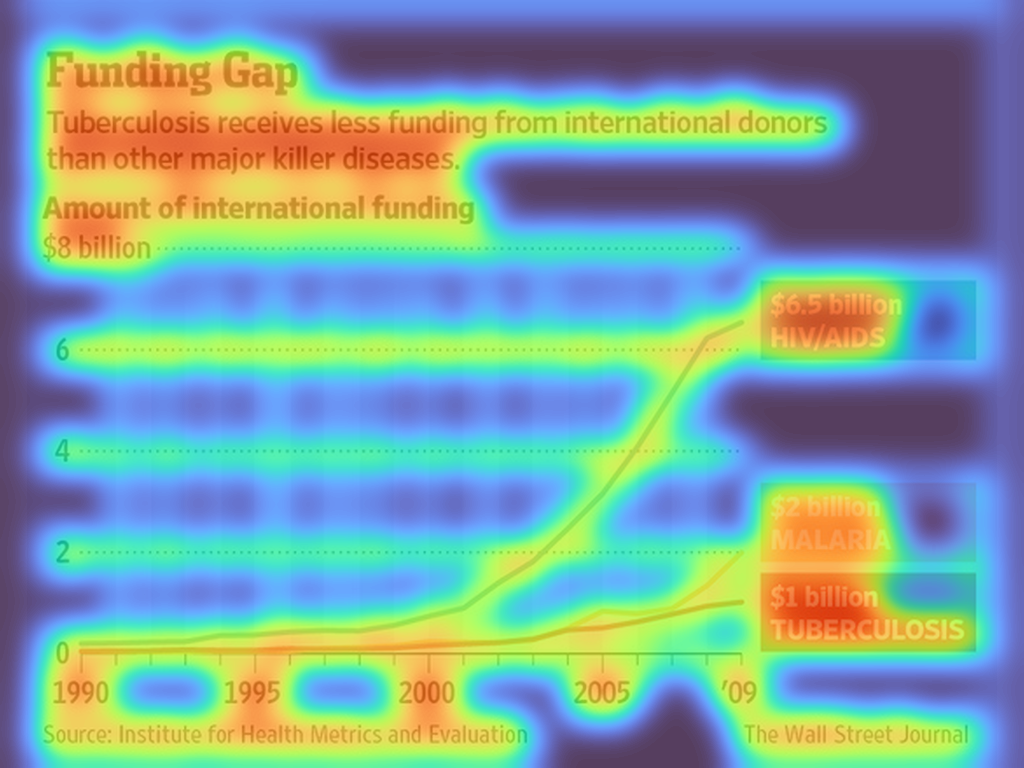 Funding Gap
Tuberculosis receives less funding from international donors
than other major killer diseases.
Amount of international funding
$8 billion
$6.5 billion
HIV/AIDS
6
4
$2 billion
MALARIA
2
$1 billion
TUBERCULOSIS
0
1990 1995 2000 2005 '09
Source: Institute for Health Metrics and Evaluation The Wall Street Journal